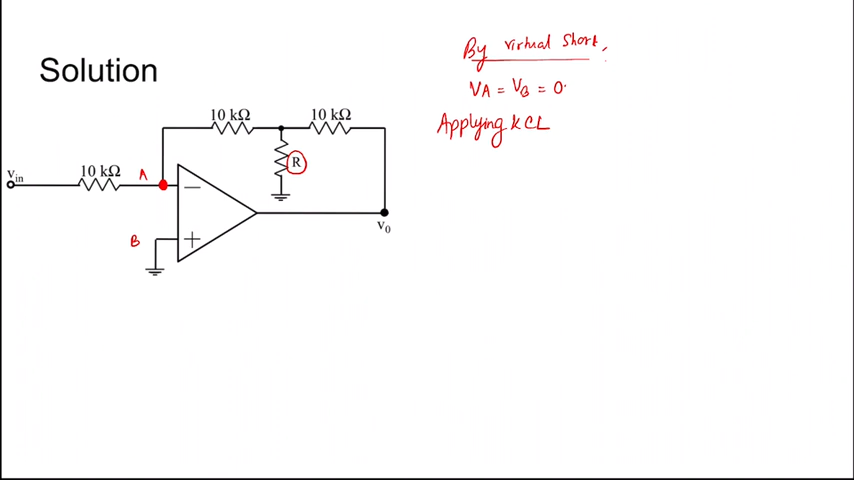 Solution
By virtual short,
VA = VB = 0.
Applying KCL
10 kΩ 10 kΩ
R
vin 10 kΩ A −
B +
v0